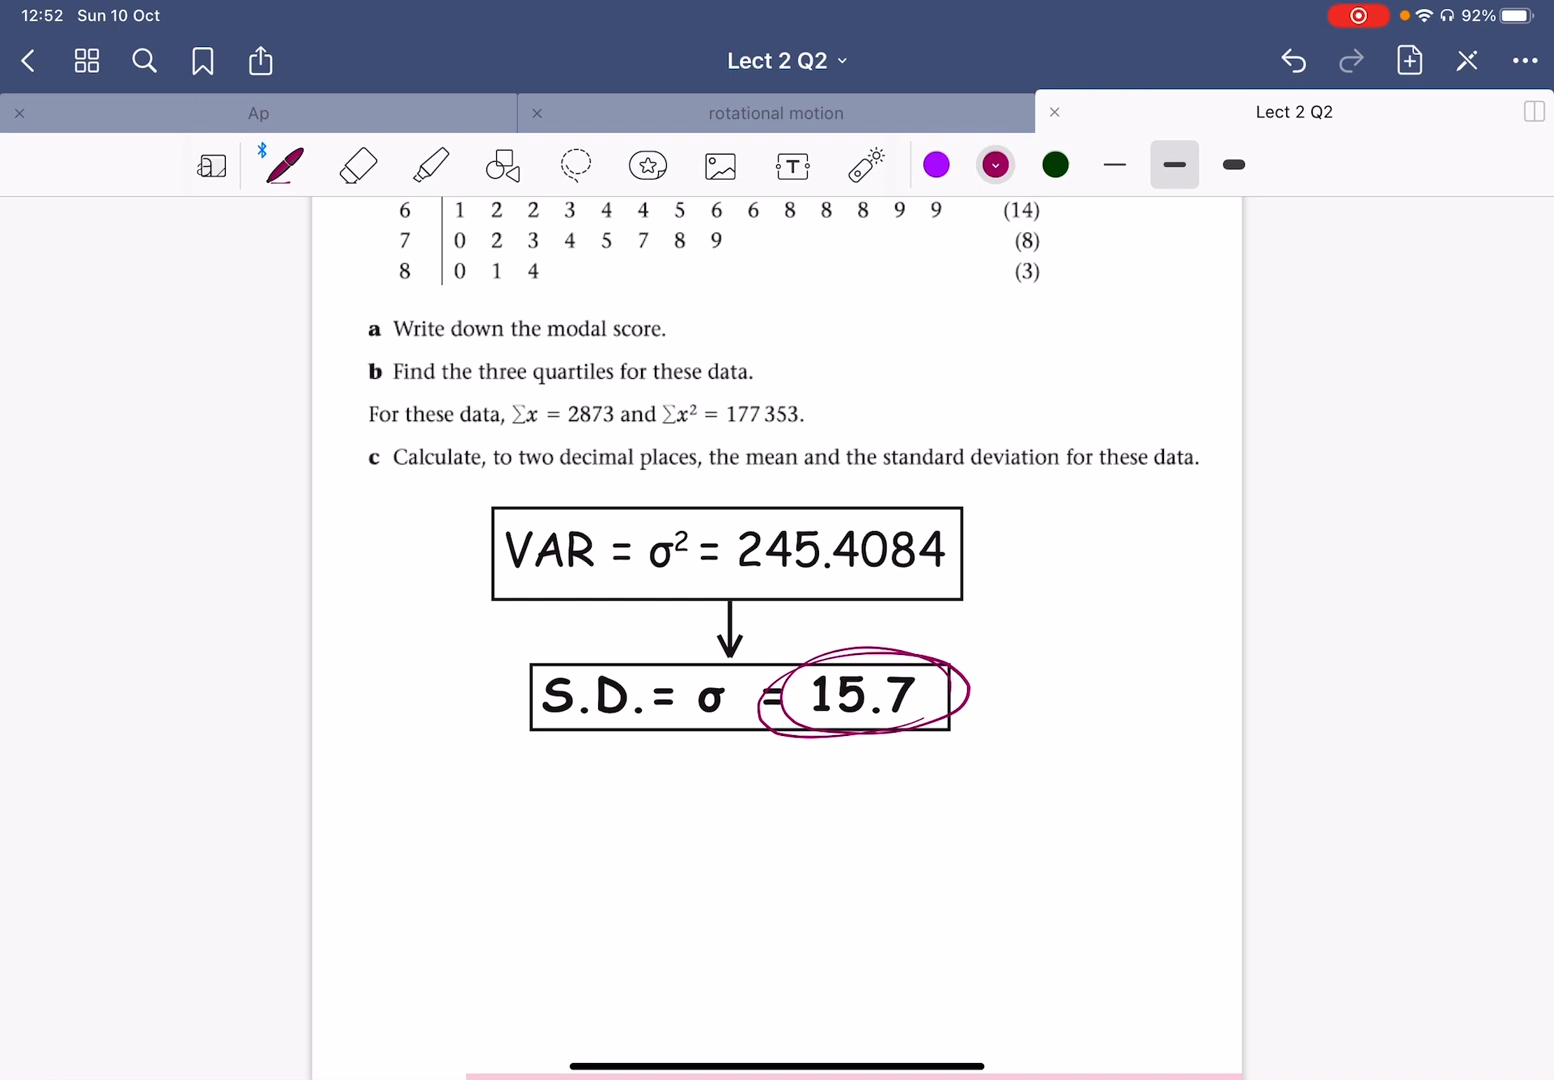 12:52 Sun 10 Oct 92%
Lect 2 Q2
Ap rotational motion Lect 2 Q2
6 1 2 2 3 4 4 5 6 6 8 8 8 9 9 (14)
7 0 2 3 4 5 7 8 9 (8)
8 0 1 4 (3)
a Write down the modal score.
b Find the three quartiles for these data.
For these data, ∑x = 2873 and ∑x² = 177 353.
c Calculate, to two decimal places, the mean and the standard deviation for these data.
VAR = σ² = 245.4084
S.D. = σ = 15.7